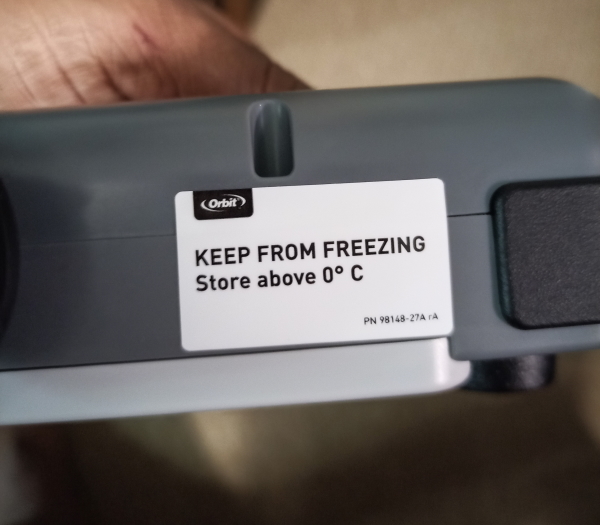 Orbit
KEEP FROM FREEZING
Store above 0° C
PN 98148-27A rA